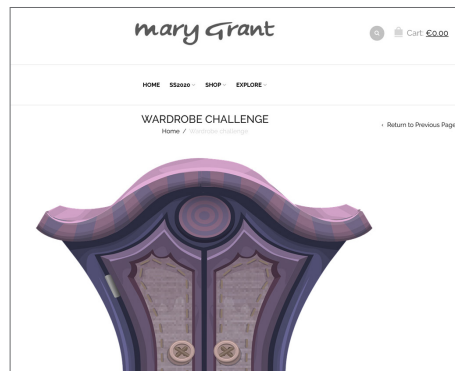 mary Grant
Cart: €0.00
HOME SS2020 SHOP EXPLORE
WARDROBE CHALLENGE
Home / Wardrobe challenge
‹ Return to Previous Page